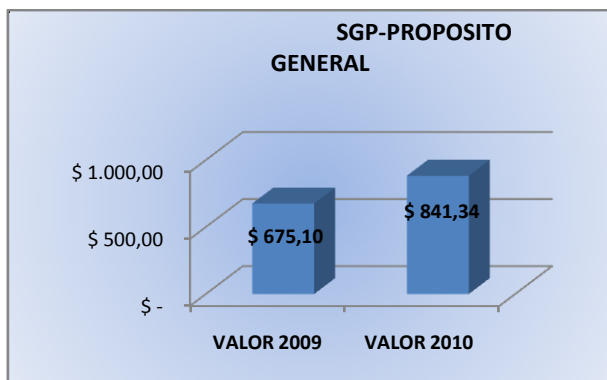 SGP-PROPOSITO
GENERAL
$ 1.000,00
$ 500,00
$ -
$ 675,10
$ 841,34
VALOR 2009
VALOR 2010